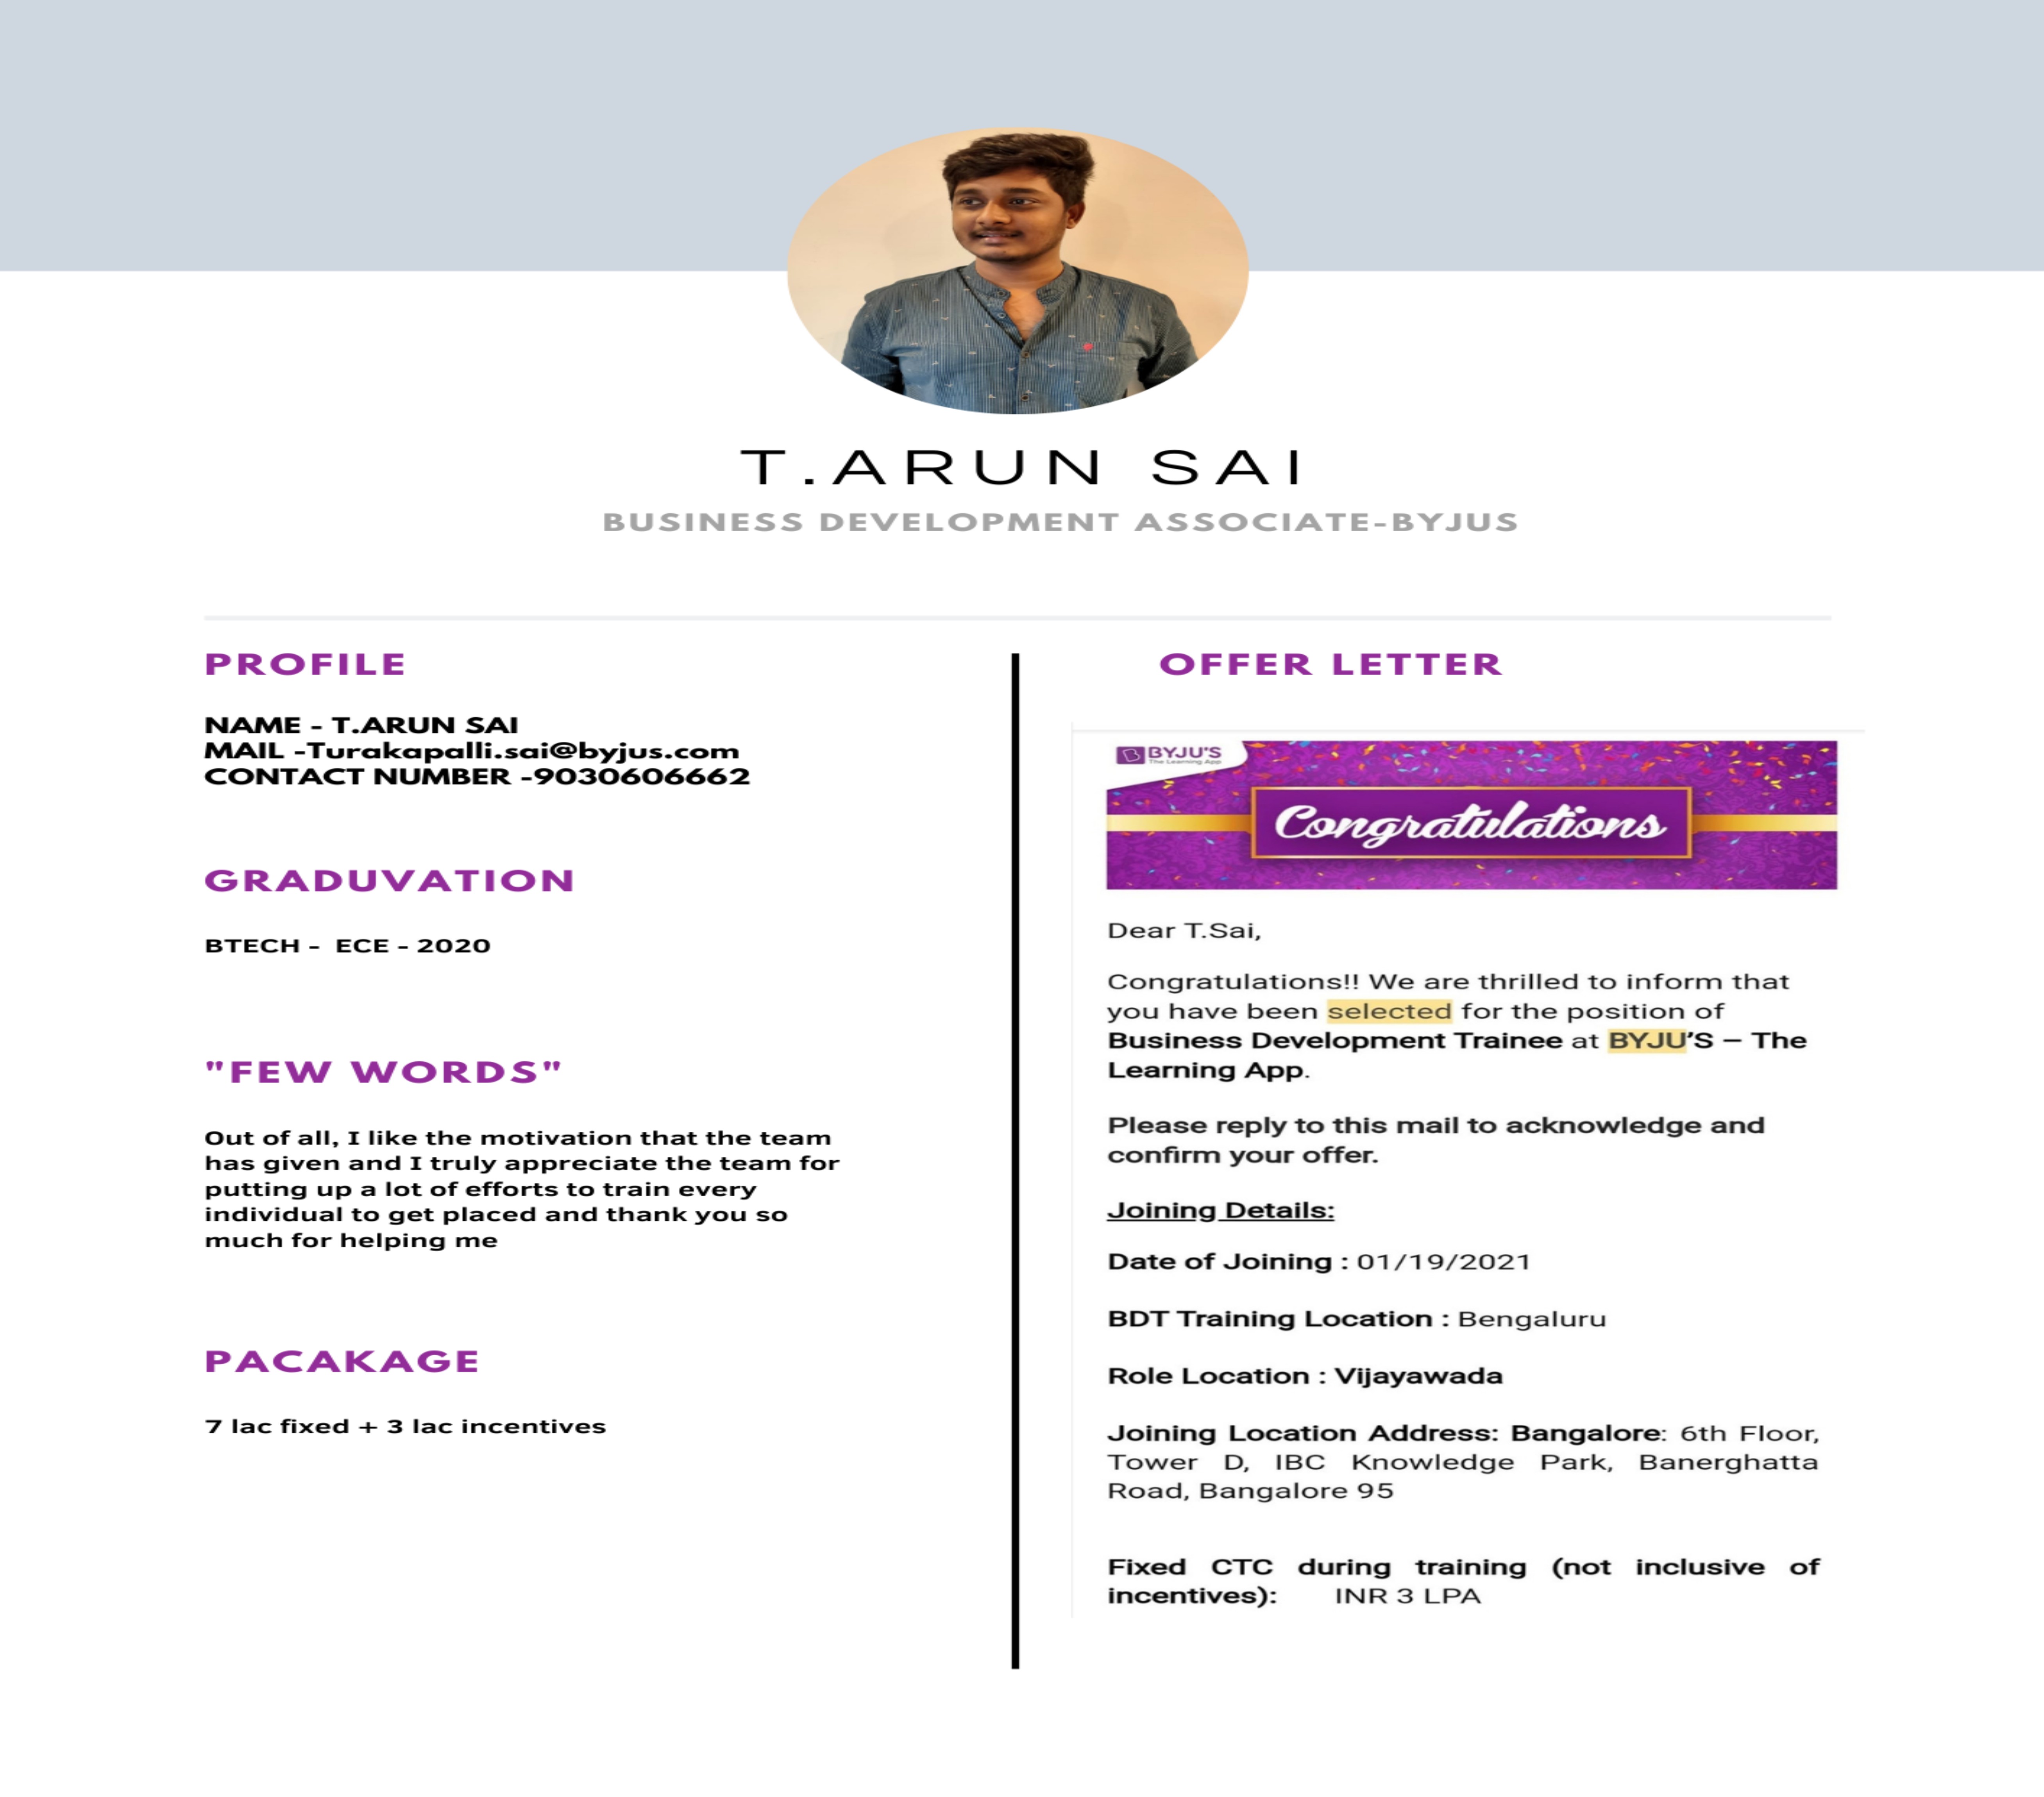 T.ARUN SAI
BUSINESS DEVELOPMENT ASSOCIATE-BYJUS
PROFILE
NAME - T.ARUN SAI
MAIL -Turakapalli.sai@byjus.com
CONTACT NUMBER -9030606662
GRADUVATION
BTECH - ECE - 2020
"FEW WORDS"
Out of all, I like the motivation that the team
has given and I truly appreciate the team for
putting up a lot of efforts to train every
individual to get placed and thank you so
much for helping me
PACAKAGE
7 lac fixed + 3 lac incentives
OFFER LETTER
BYJU'S
The Learning App
Congratulations
Dear T.Sai,
Congratulations!! We are thrilled to inform that
you have been selected for the position of
Business Development Trainee at BYJU’S – The
Learning App.
Please reply to this mail to acknowledge and
confirm your offer.
Joining Details:
Date of Joining : 01/19/2021
BDT Training Location : Bengaluru
Role Location : Vijayawada
Joining Location Address: Bangalore: 6th Floor,
Tower D, IBC Knowledge Park, Banerghatta
Road, Bangalore 95
Fixed CTC during training (not inclusive of
incentives): INR 3 LPA